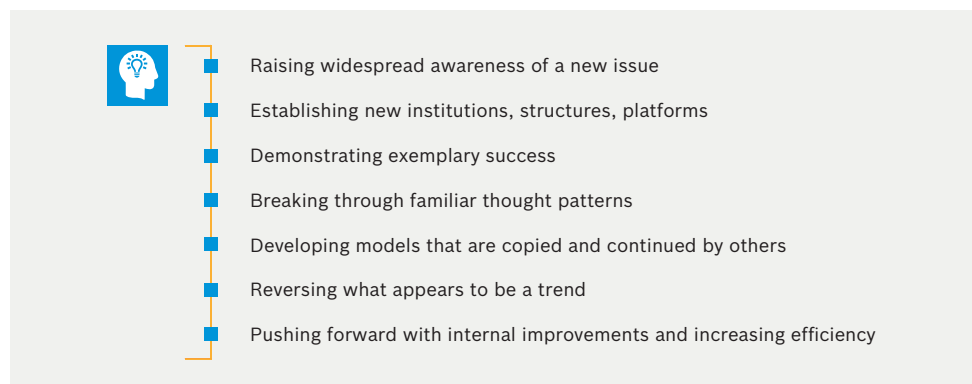 Raising widespread awareness of a new issue
Establishing new institutions, structures, platforms
Demonstrating exemplary success
Breaking through familiar thought patterns
Developing models that are copied and continued by others
Reversing what appears to be a trend
Pushing forward with internal improvements and increasing efficiency